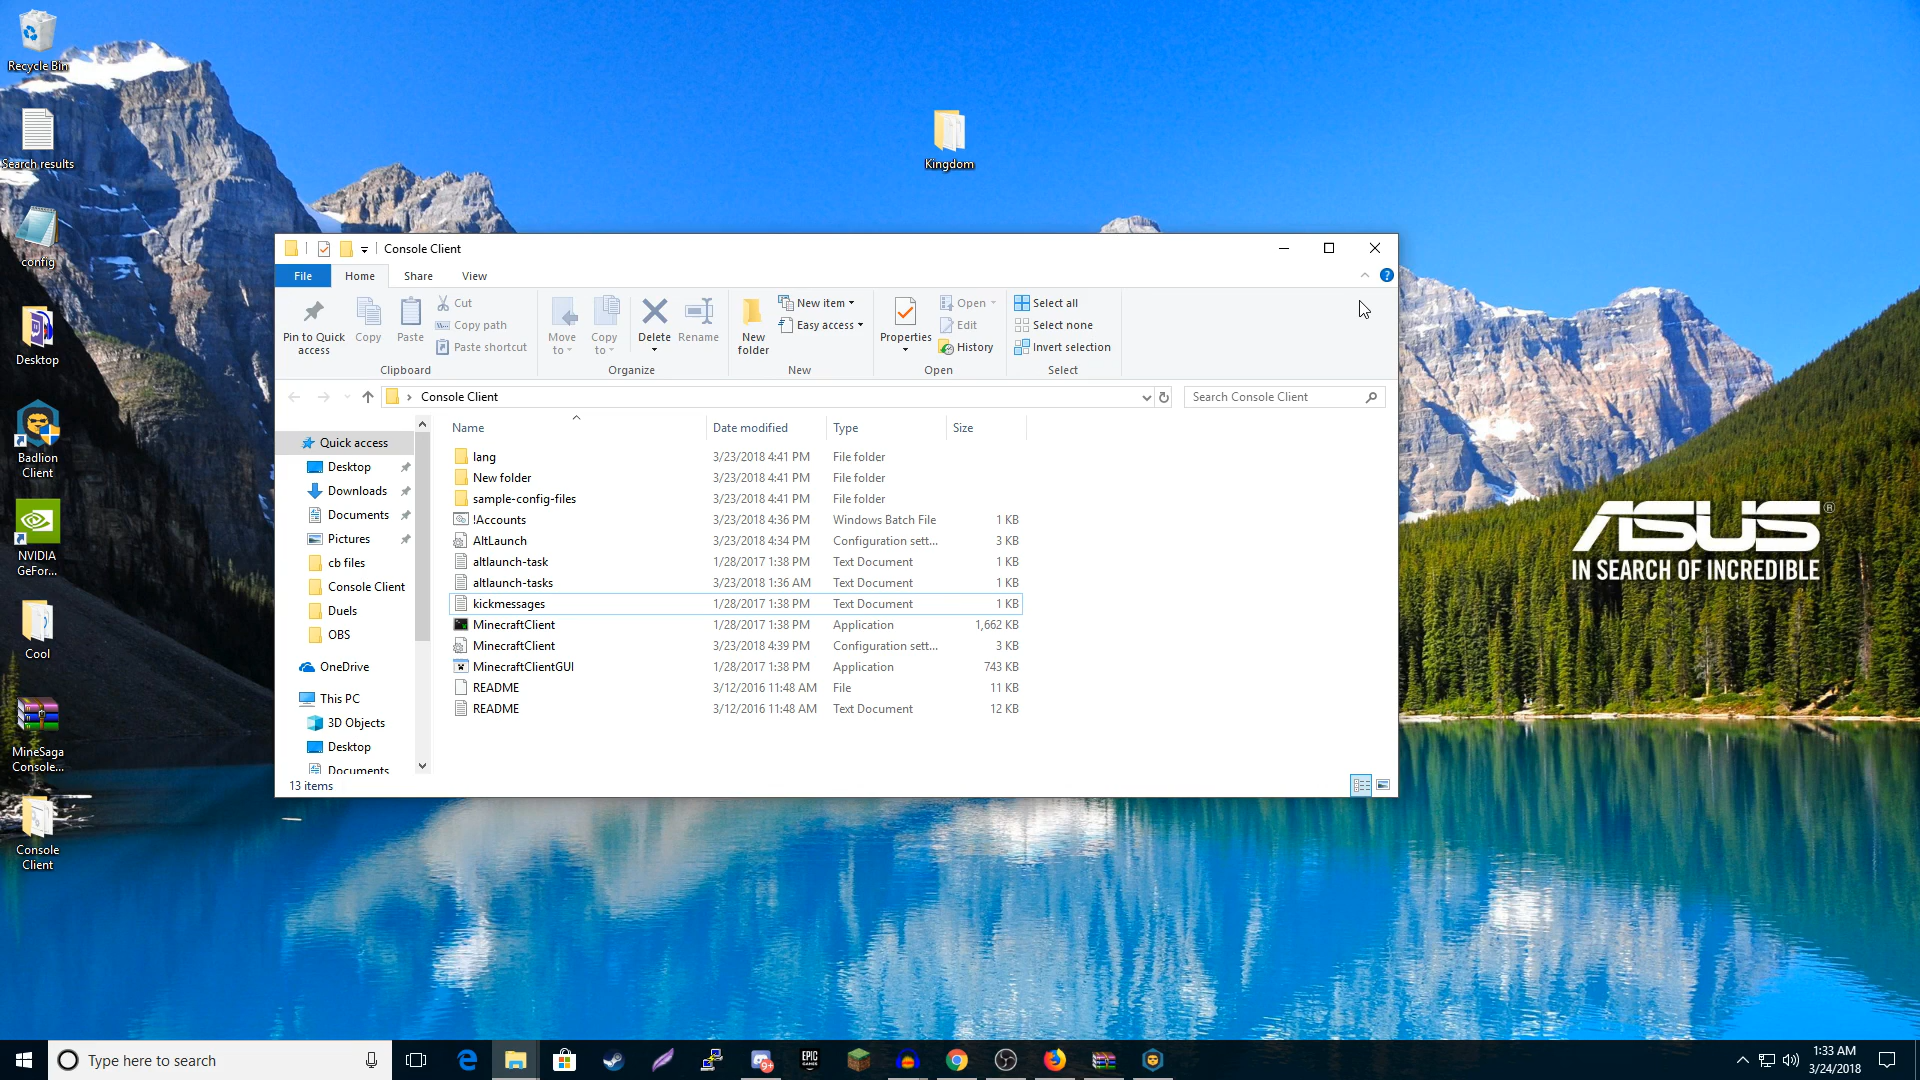 Recycle Bin
Search results
config
Desktop
Badlion
Client
NVIDIA
GeFor...
Cool
MineSaga
Console...
Console
Client
Kingdom
Console Client
File
Home
Share
View
Pin to Quick
access
Copy
Paste
Cut
Copy path
Paste shortcut
Clipboard
Move
to
Copy
to
Delete
Rename
Organize
New
folder
New item
Easy access
New
Properties
Open
Edit
History
Open
Select all
Select none
Invert selection
Select
Console Client
Search Console Client
Quick access
Desktop
Downloads
Documents
Pictures
cb files
Console Client
Duels
OBS
OneDrive
This PC
3D Objects
Desktop
Documents
Name Date modified Type Size
lang 3/23/2018 4:41 PM File folder
New folder 3/23/2018 4:41 PM File folder
sample-config-files 3/23/2018 4:41 PM File folder
!Accounts 3/23/2018 4:36 PM Windows Batch File 1 KB
AltLaunch 3/23/2018 4:34 PM Configuration sett... 3 KB
altlaunch-task 1/28/2017 1:38 PM Text Document 1 KB
altlaunch-tasks 3/23/2018 1:36 AM Text Document 1 KB
kickmessages 1/28/2017 1:38 PM Text Document 1 KB
MinecraftClient 1/28/2017 1:38 PM Application 1,662 KB
MinecraftClient 3/23/2018 4:39 PM Configuration sett... 3 KB
MinecraftClientGUI 1/28/2017 1:38 PM Application 743 KB
README 3/12/2016 11:48 AM File 11 KB
README 3/12/2016 11:48 AM Text Document 12 KB
13 items
ASUS®
IN SEARCH OF INCREDIBLE
Type here to search
9+
EPIC
GAMES
1:33 AM
3/24/2018